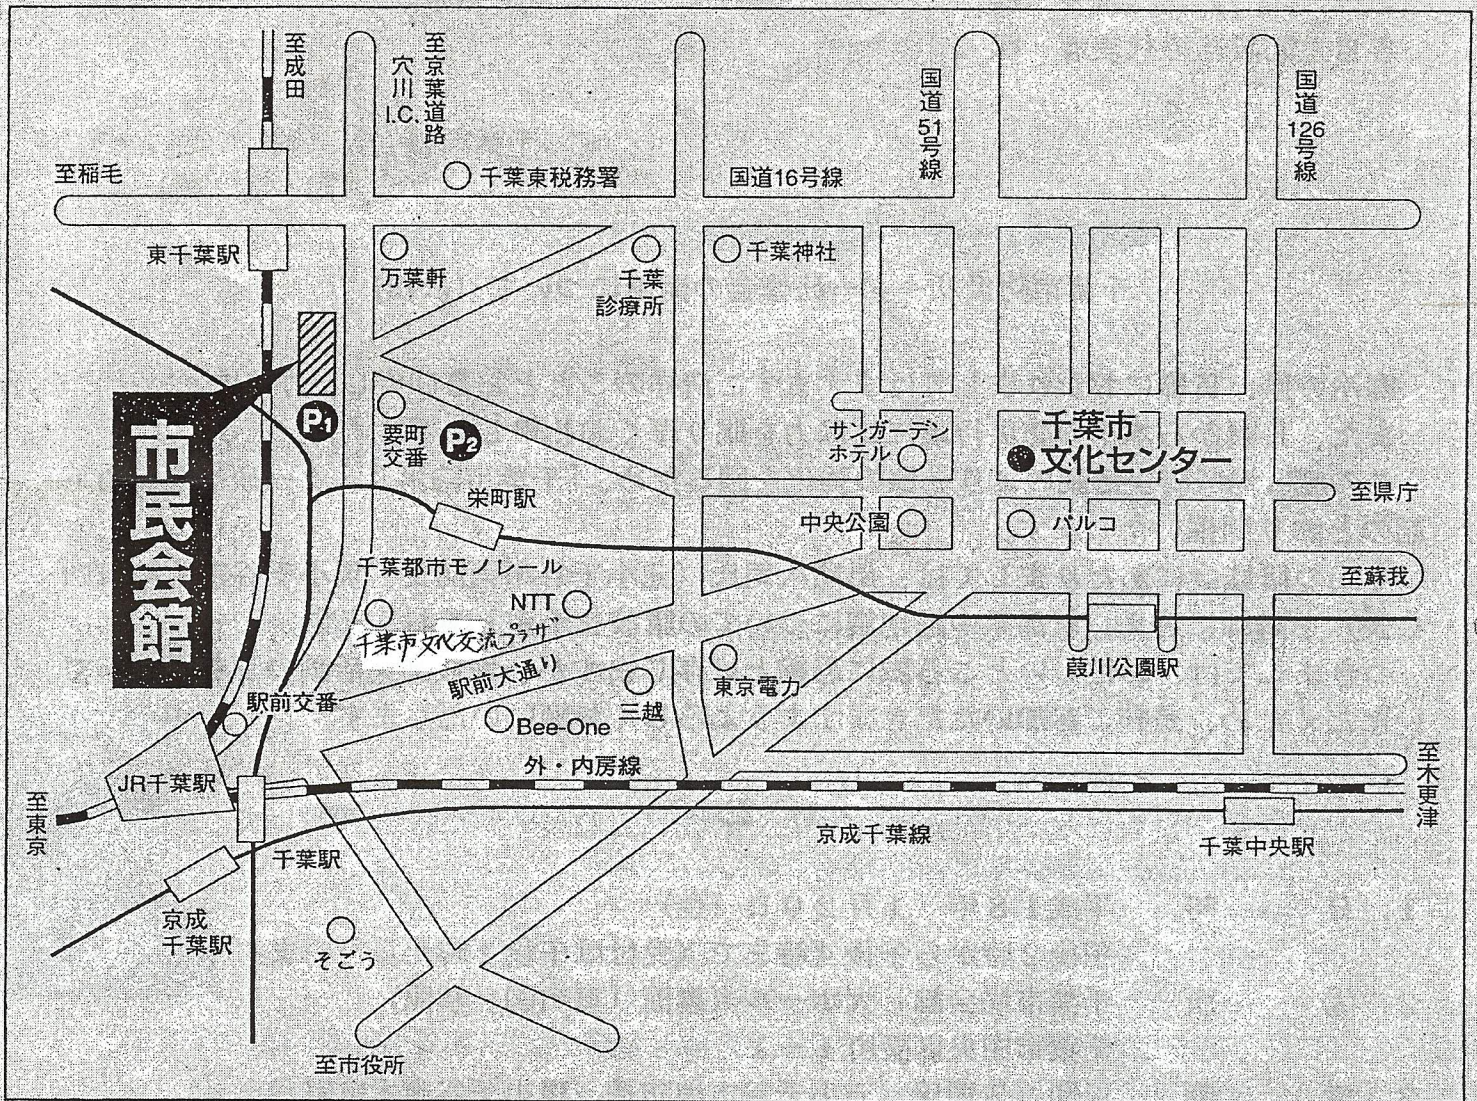 至成田
至京葉道路
穴川I.C.
国道51号線
国道126号線
至稲毛
千葉東税務署
国道16号線
東千葉駅
万葉軒
千葉
診療所
千葉神社
市民会館
P1
要町
交番
P2
サンガーデン
ホテル
千葉市
文化センター
栄町駅
中央公園
パルコ
至県庁
千葉都市モノレール
至蘇我
NTT
千葉市文化交流プラザ
駅前大通り
東京電力
葭川公園駅
駅前交番
三越
Bee-One
外・内房線
JR千葉駅
至東京
至木更津
千葉駅
京成千葉線
千葉中央駅
京成
千葉駅
そごう
至市役所